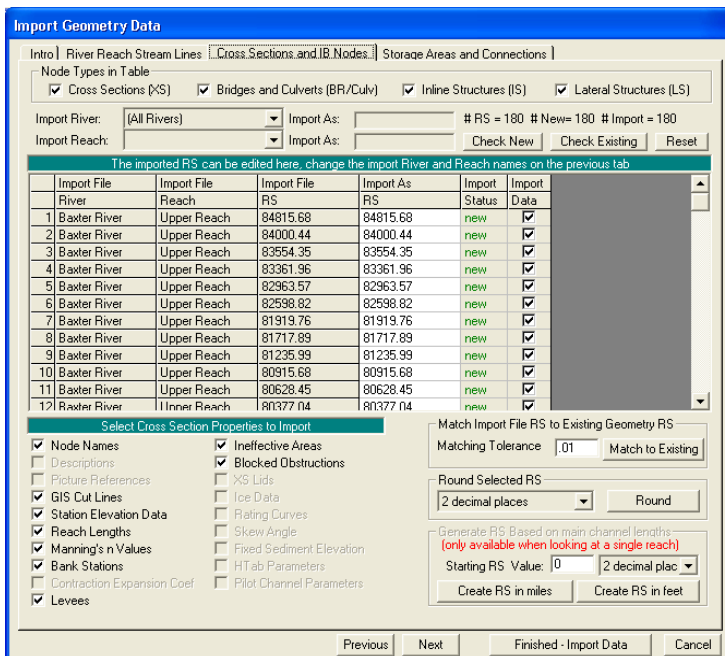 Import Geometry Data
Intro | River Reach Stream Lines | Cross Sections and IB Nodes | Storage Areas and Connections
Node Types in Table
Cross Sections (XS) Bridges and Culverts (BR/Culv) Inline Structures (IS) Lateral Structures (LS)
Import River: (All Rivers) Import As: # RS = 180 # New= 180 # Import = 180
Import Reach: Import As: Check New Check Existing Reset
The imported RS can be edited here, change the import River and Reach names on the previous tab
Import File Import File Import File Import As Import Import
River Reach RS RS Status Data
1 Baxter River Upper Reach 84815.68 84815.68 new
2 Baxter River Upper Reach 84000.44 84000.44 new
3 Baxter River Upper Reach 83554.35 83554.35 new
4 Baxter River Upper Reach 83361.96 83361.96 new
5 Baxter River Upper Reach 82963.57 82963.57 new
6 Baxter River Upper Reach 82598.82 82598.82 new
7 Baxter River Upper Reach 81919.76 81919.76 new
8 Baxter River Upper Reach 81717.89 81717.89 new
9 Baxter River Upper Reach 81235.99 81235.99 new
10 Baxter River Upper Reach 80915.68 80915.68 new
11 Baxter River Upper Reach 80628.45 80628.45 new
12 Baxter River Upper Reach 80377.04 80377.04 new
Select Cross Section Properties to Import
Node Names
Descriptions
Picture References
GIS Cut Lines
Station Elevation Data
Reach Lengths
Manning's n Values
Bank Stations
Contraction Expansion Coef
Levees
Ineffective Areas
Blocked Obstructions
XS Lids
Ice Data
Rating Curves
Skew Angle
Fixed Sediment Elevation
HTab Parameters
Pilot Channel Parameters
Match Import File RS to Existing Geometry RS
Matching Tolerance .01 Match to Existing
Round Selected RS
2 decimal places Round
Generate RS Based on main channel lengths
(only available when looking at a single reach)
Starting RS Value: 0 2 decimal plac
Create RS in miles Create RS in feet
Previous Next Finished - Import Data Cancel